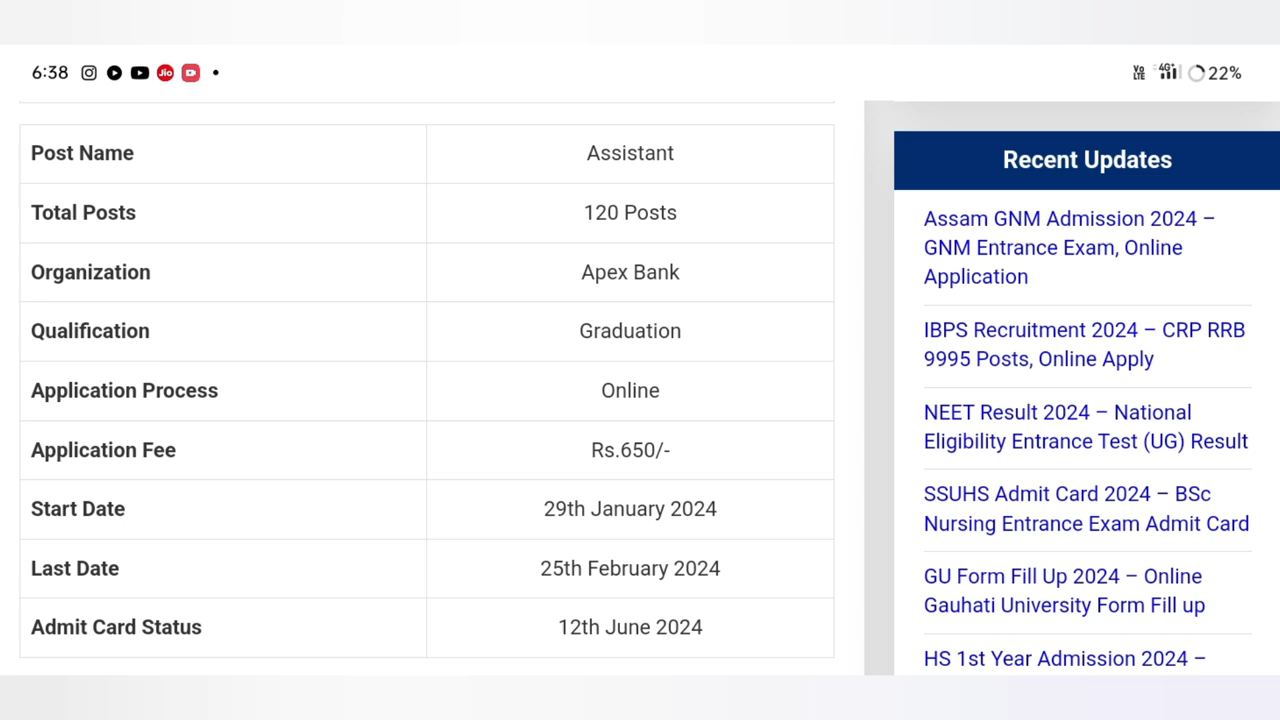 6:38
Jio
Vo LTE 4G+ 22%
Post Name Assistant
Total Posts 120 Posts
Organization Apex Bank
Qualification Graduation
Application Process Online
Application Fee Rs.650/-
Start Date 29th January 2024
Last Date 25th February 2024
Admit Card Status 12th June 2024
Recent Updates
Assam GNM Admission 2024 –
GNM Entrance Exam, Online
Application
IBPS Recruitment 2024 – CRP RRB
9995 Posts, Online Apply
NEET Result 2024 – National
Eligibility Entrance Test (UG) Result
SSUHS Admit Card 2024 – BSc
Nursing Entrance Exam Admit Card
GU Form Fill Up 2024 – Online
Gauhati University Form Fill up
HS 1st Year Admission 2024 –